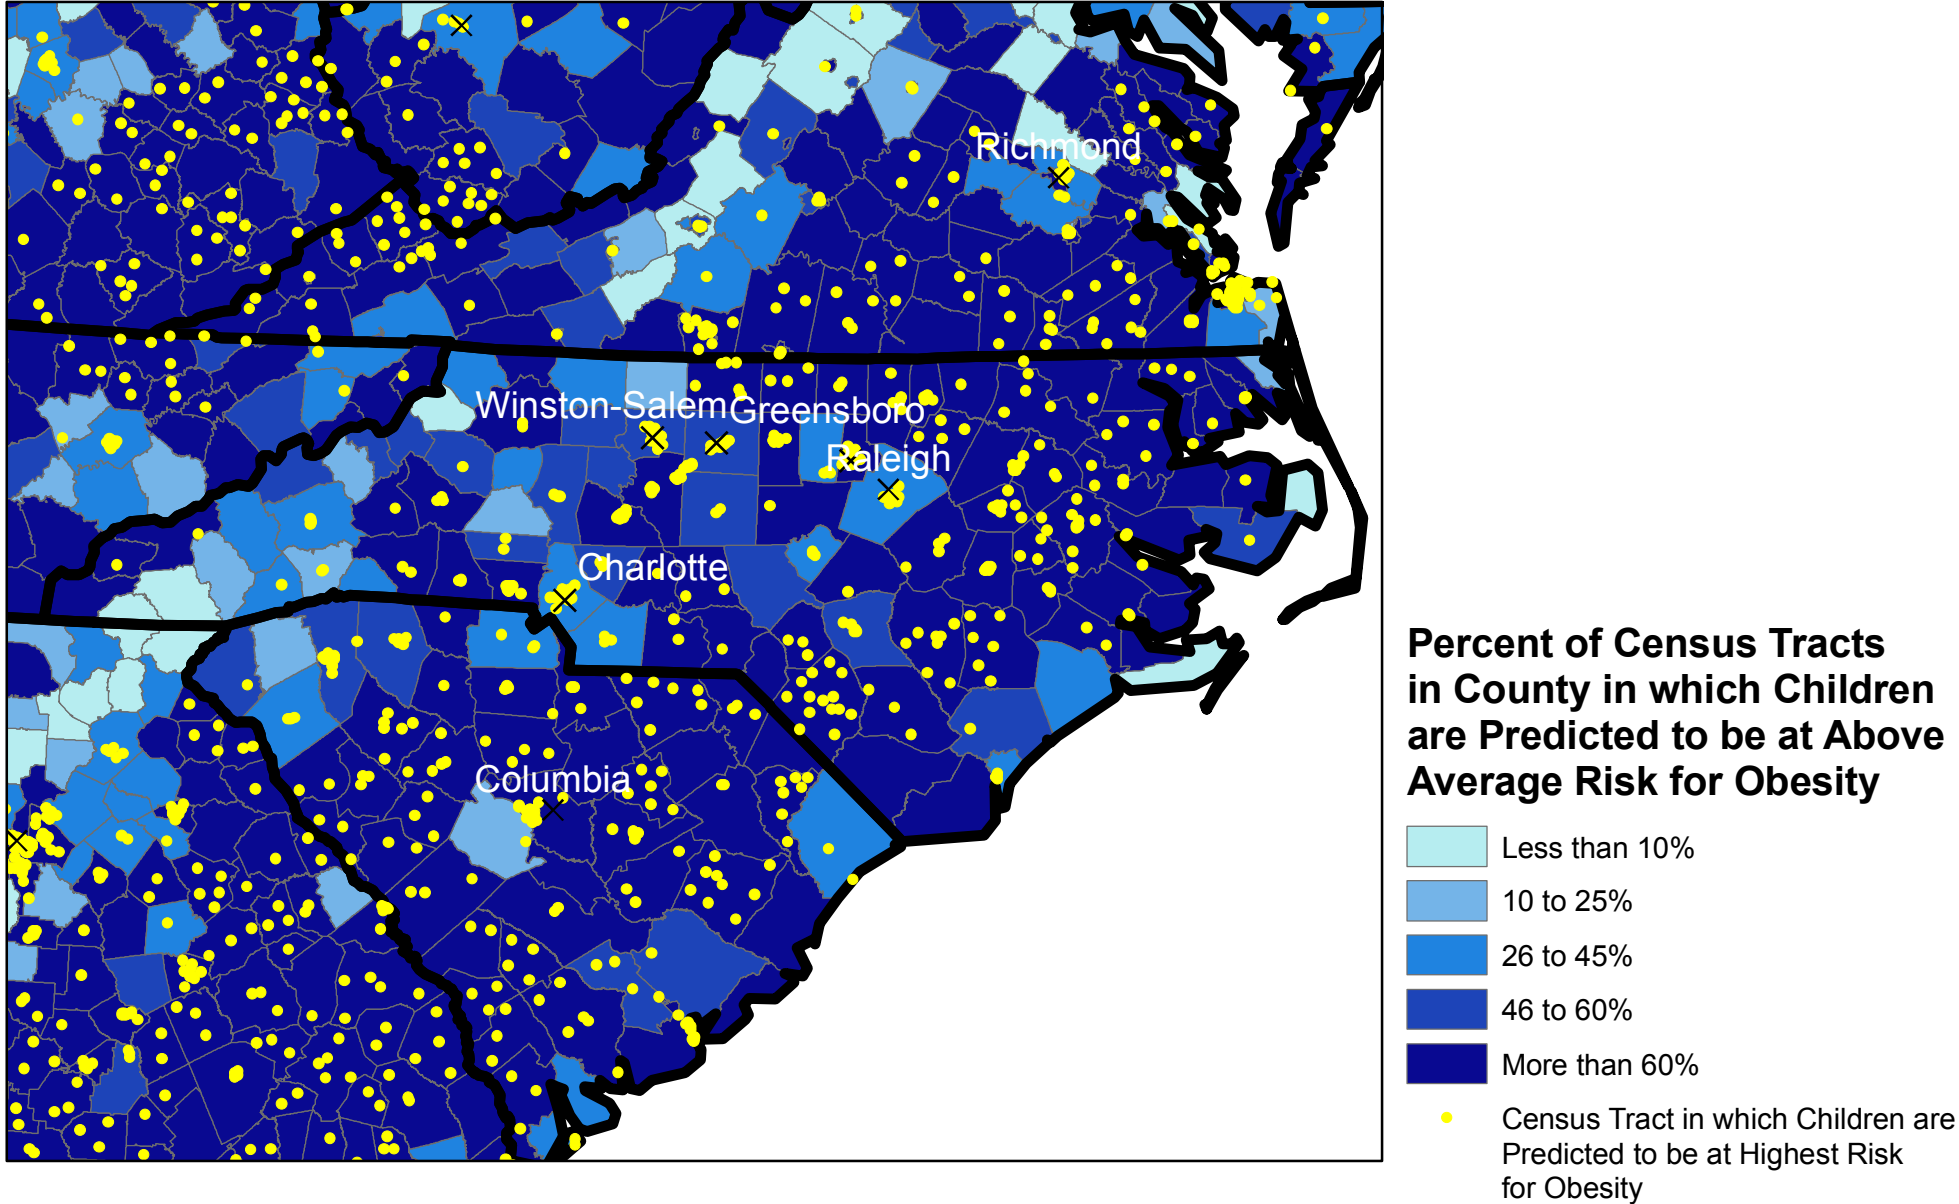 Richmond
Winston-Salem
Greensboro
Raleigh
Charlotte
Columbia
Percent of Census Tracts
in County in which Children
are Predicted to be at Above
Average Risk for Obesity
Less than 10%
10 to 25%
26 to 45%
46 to 60%
More than 60%
Census Tract in which Children are
Predicted to be at Highest Risk
for Obesity